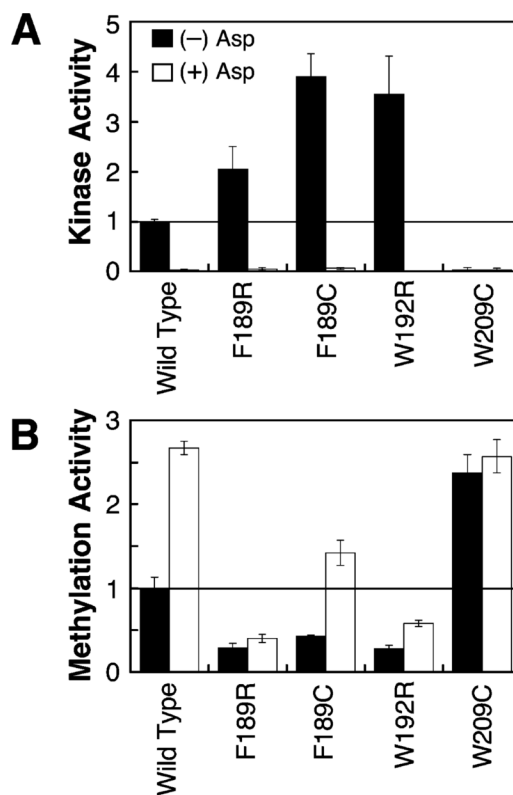 A
Kinase Activity
5
4
3
2
1
0
(−) Asp
(+) Asp
Wild Type
F189R
F189C
W192R
W209C
B
Methylation Activity
3
2
1
0
Wild Type
F189R
F189C
W192R
W209C